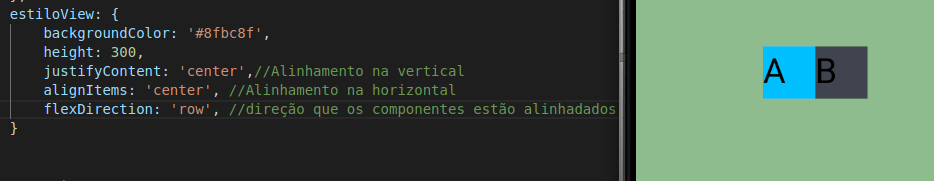 estiloView: {
backgroundColor: '#8fbc8f',
height: 300,
justifyContent: 'center',//Alinhamento na vertical
alignItems: 'center', //Alinhamento na horizontal
flexDirection: 'row', //direção que os componentes estão alinhadados
}
A B